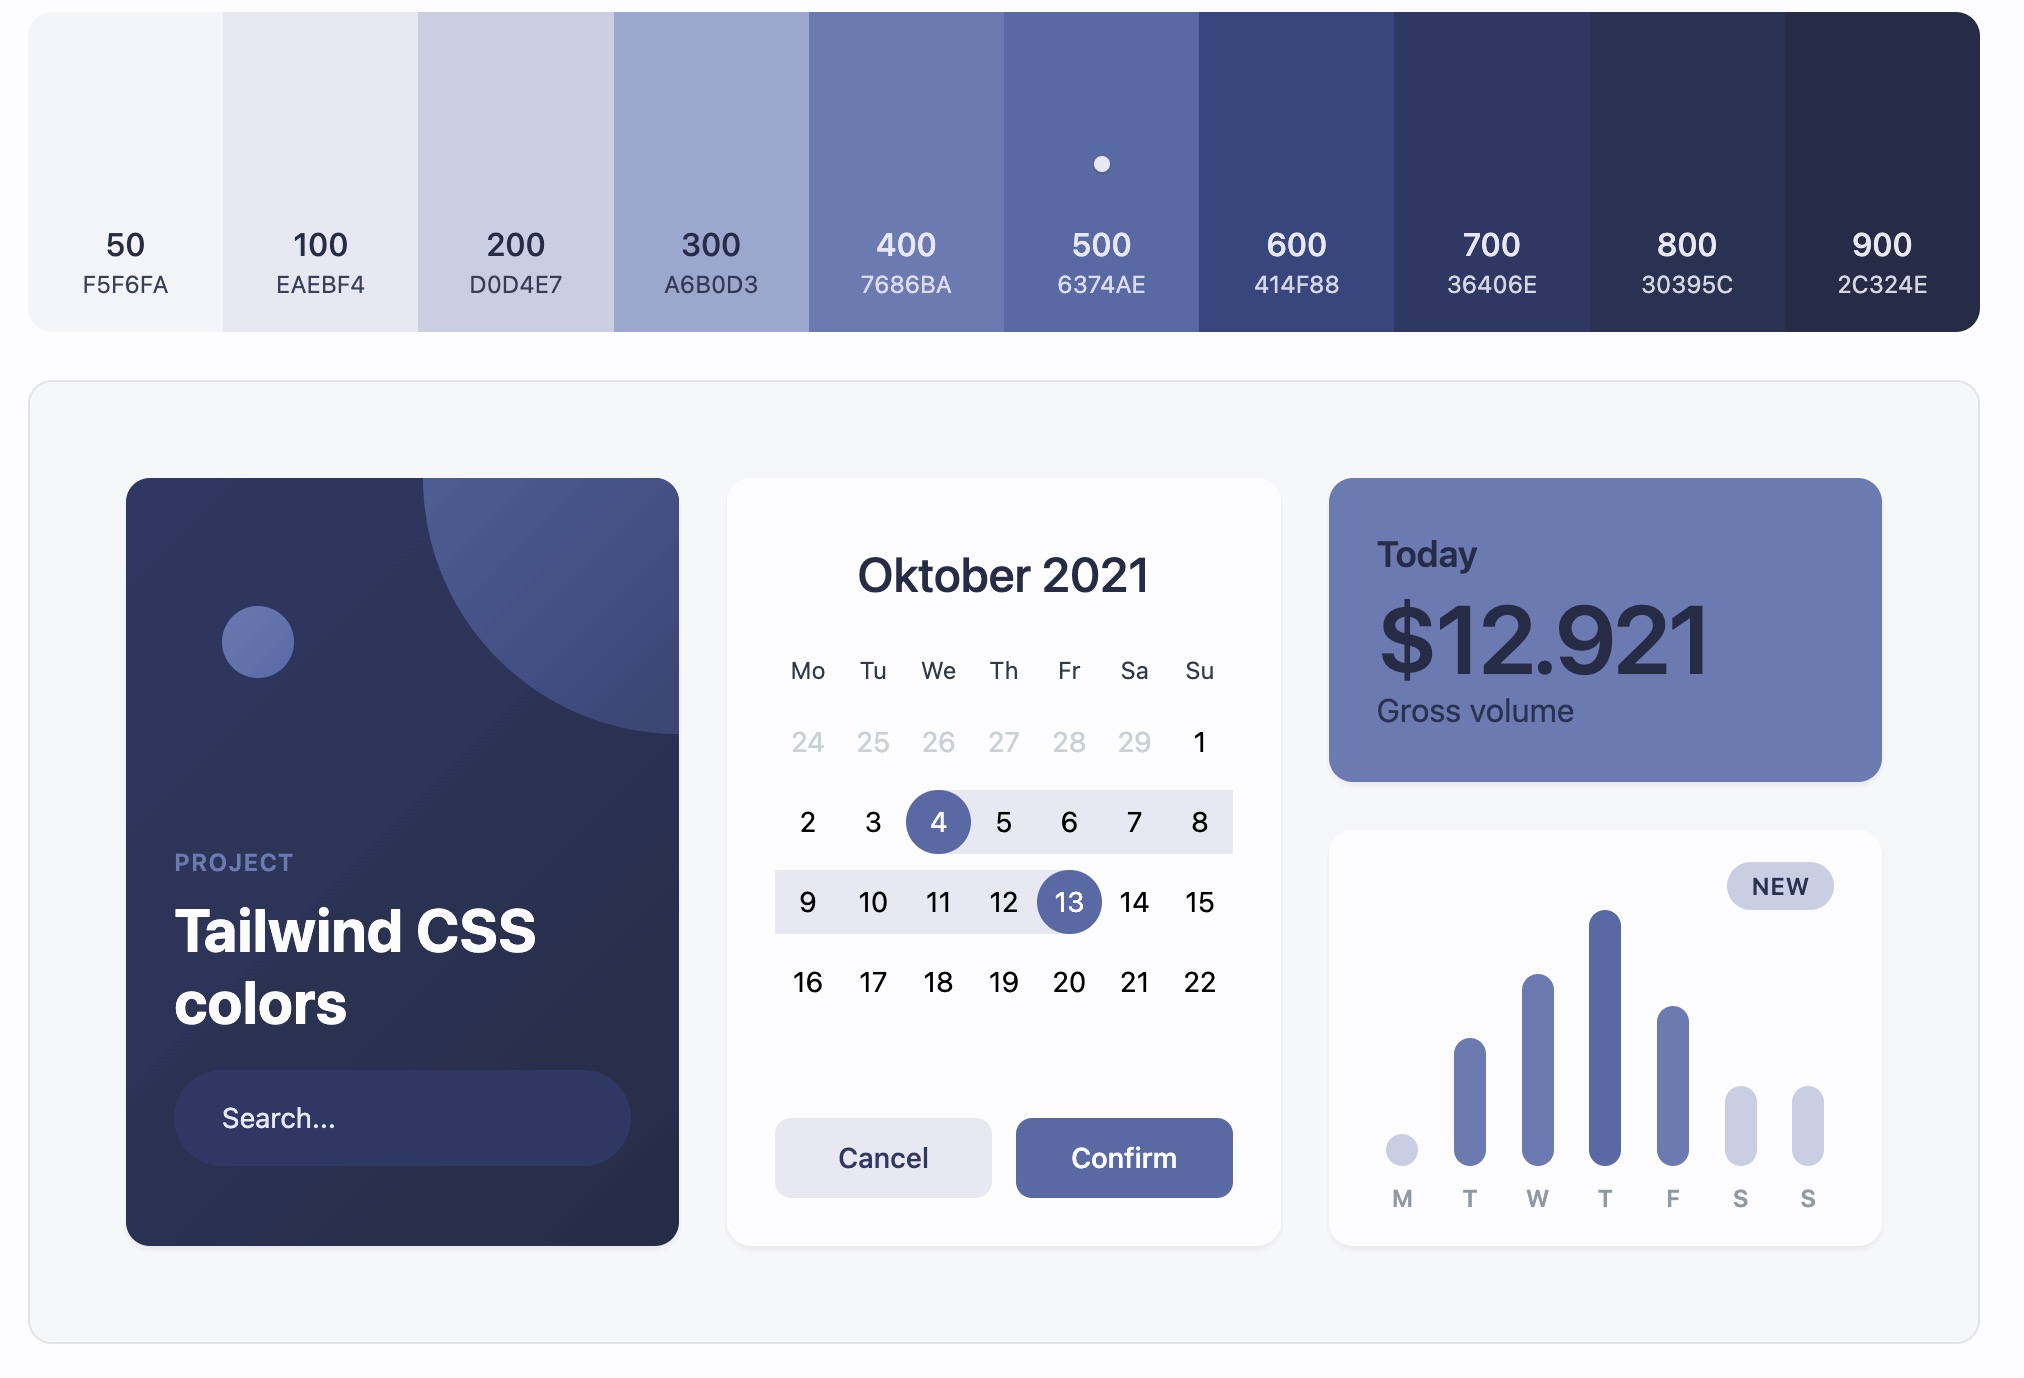 50 100 200 300 400 500 600 700 800 900
F5F6FA EAEBF4 D0D4E7 A6B0D3 7686BA 6374AE 414F88 36406E 30395C 2C324E
PROJECT
Tailwind CSS
colors
Search...
Oktober 2021
Mo Tu We Th Fr Sa Su
24 25 26 27 28 29 1
2 3 4 5 6 7 8
9 10 11 12 13 14 15
16 17 18 19 20 21 22
Cancel Confirm
Today
$12.921
Gross volume
NEW
M T W T F S S